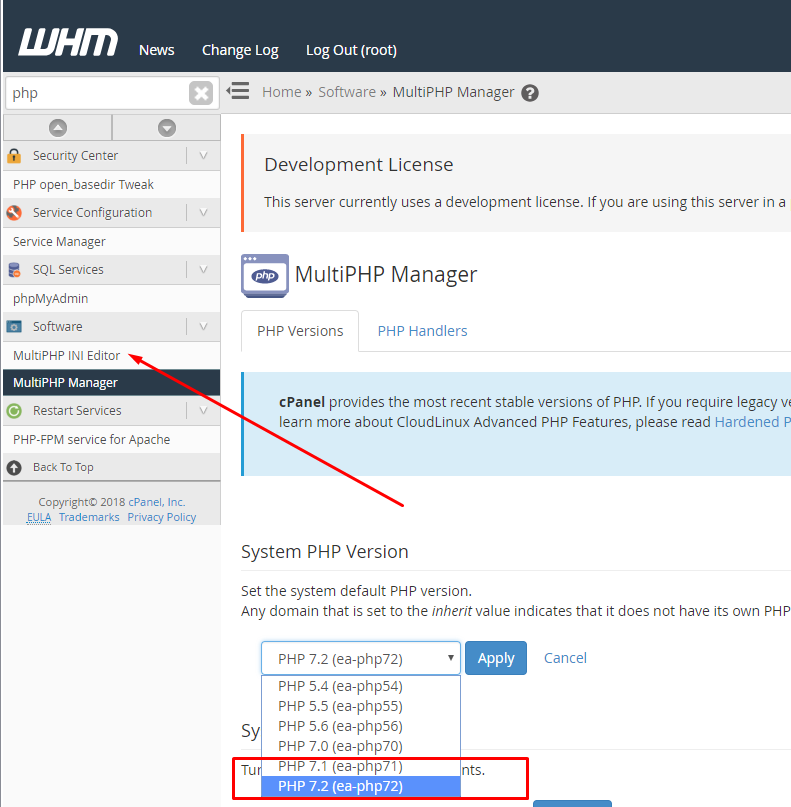 WHM News Change Log Log Out (root)
php
Home » Software » MultiPHP Manager ?
Security Center
PHP open_basedir Tweak
Service Configuration
Service Manager
SQL Services
phpMyAdmin
Software
MultiPHP INI Editor
MultiPHP Manager
Restart Services
PHP-FPM service for Apache
Back To Top
Copyright© 2018 cPanel, Inc.
EULA Trademarks Privacy Policy
Development License
This server currently uses a development license. If you are using this server in a
php MultiPHP Manager
PHP Versions PHP Handlers
cPanel provides the most recent stable versions of PHP. If you require legacy ve
learn more about CloudLinux Advanced PHP Features, please read Hardened P
System PHP Version
Set the system default PHP version.
Any domain that is set to the inherit value indicates that it does not have its own PHP
PHP 7.2 (ea-php72) Apply Cancel
PHP 5.4 (ea-php54)
PHP 5.5 (ea-php55)
PHP 5.6 (ea-php56)
Sy
PHP 7.0 (ea-php70)
PHP 7.1 (ea-php71)
Tur nts.
PHP 7.2 (ea-php72)